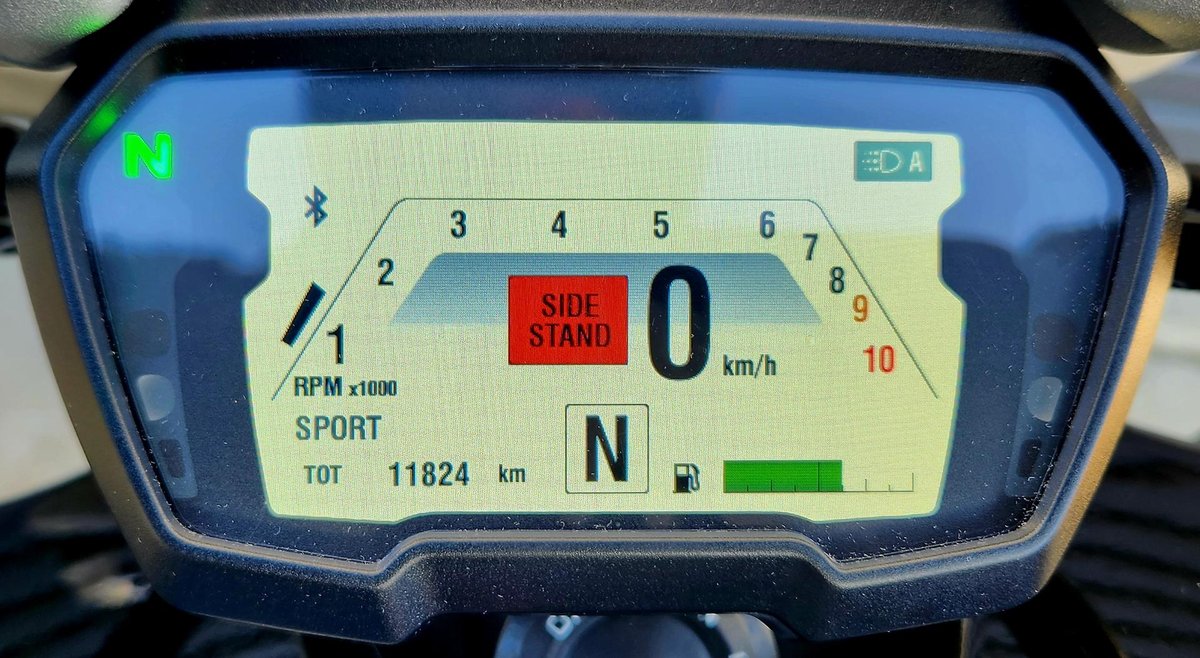 N
A
3 4 5 6
7
2
8
SIDE
STAND
0 km/h
9
1
10
RPM x1000
SPORT
N
TOT 11824 km